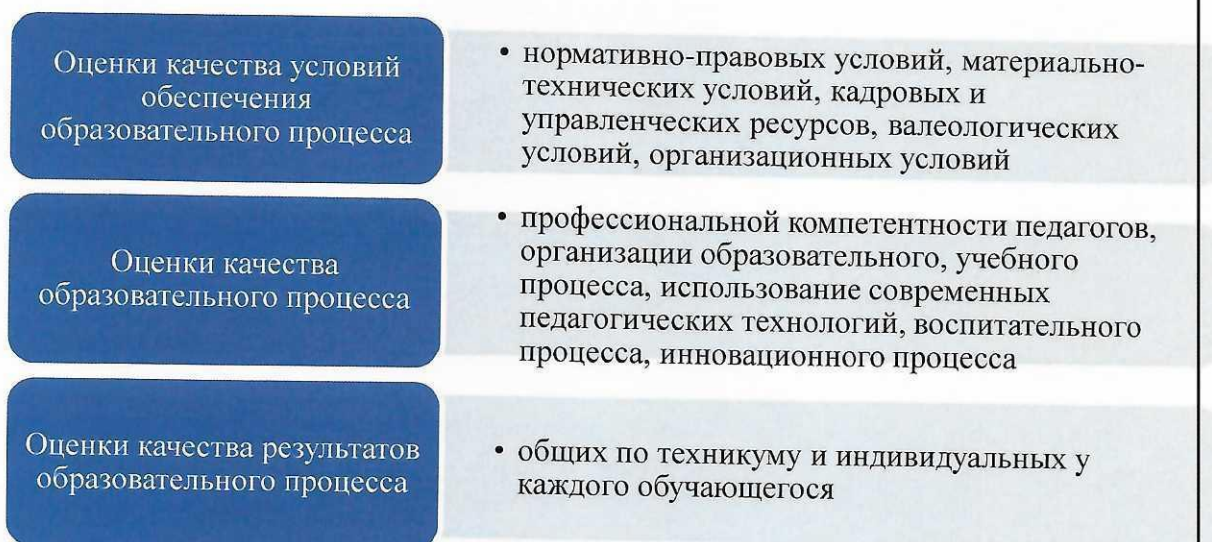 Оценки качества условий
обеспечения
образовательного процесса
• нормативно-правовых условий, материально-
технических условий, кадровых и
управленческих ресурсов, валеологических
условий, организационных условий
Оценки качества
образовательного процесса
• профессиональной компетентности педагогов,
организации образовательного, учебного
процесса, использование современных
педагогических технологий, воспитательного
процесса, инновационного процесса
Оценки качества результатов
образовательного процесса
• общих по техникуму и индивидуальных у
каждого обучающегося